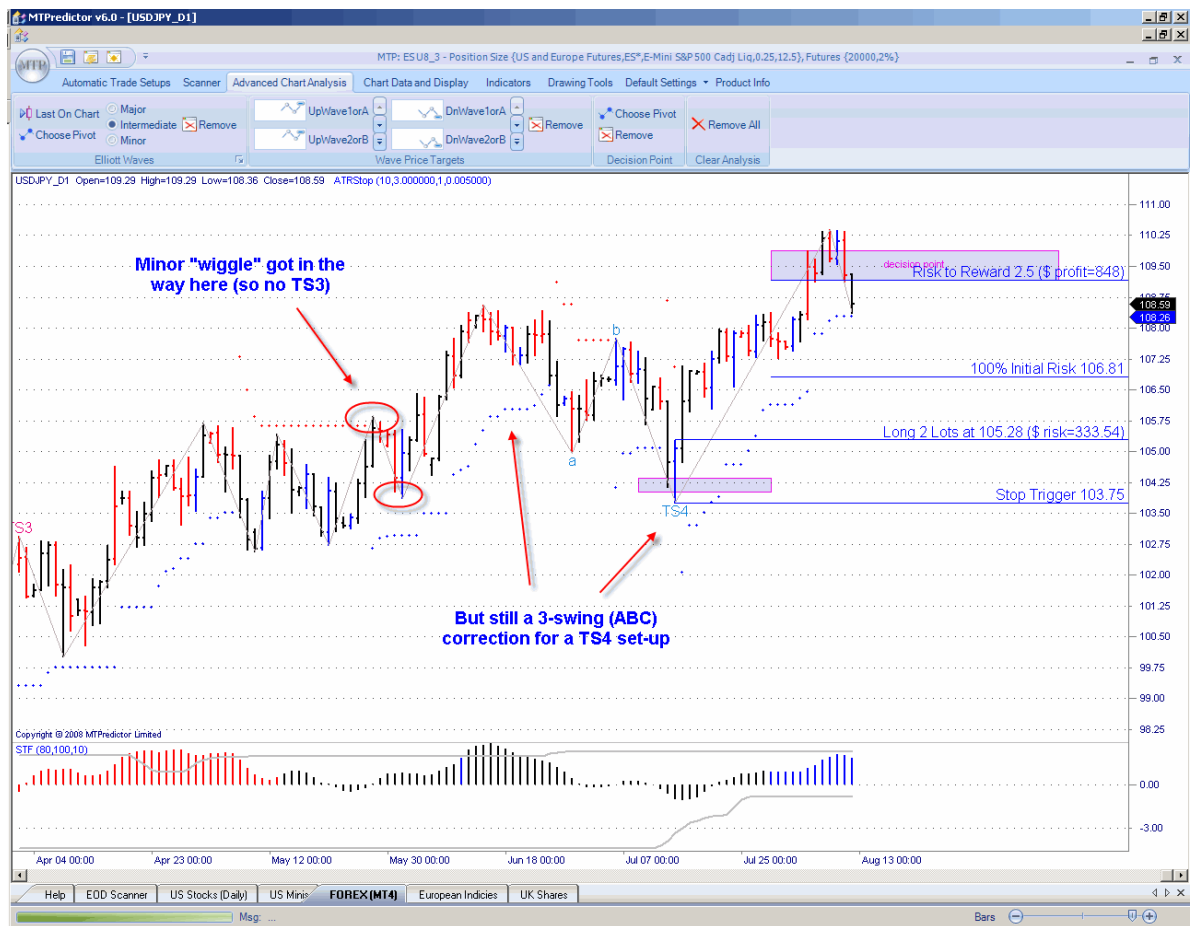 MTPredictor v6.0 - [USDJPY_D1]
MTP
MTP: ES U8_3 - Position Size {US and Europe Futures,ES*,E-Mini S&P 500 Cadj Liq,0.25,12.5}, Futures {20000,2%}
Automatic Trade Setups Scanner Advanced Chart Analysis Chart Data and Display Indicators Drawing Tools Default Settings Product Info
Last On Chart
Choose Pivot
Major
Intermediate
Minor
Remove
Elliott Waves
UpWave1orA
UpWave2orB
DnWave1orA
DnWave2orB
Remove
Wave Price Targets
Choose Pivot
Remove
Decision Point
Remove All
Clear Analysis
USDJPY_D1 Open=109.29 High=109.29 Low=108.36 Close=108.59 ATRStop (10,3.000000,1,0.005000)
111.00
110.25
109.50
108.75
108.59
108.26
108.00
107.25
106.50
105.75
105.00
104.25
103.50
102.75
102.00
101.25
100.50
99.75
99.00
98.25
Minor "wiggle" got in the
way here (so no TS3)
decision point
Risk to Reward 2.5 ($ profit=848)
100% Initial Risk 106.81
Long 2 Lots at 105.28 ($ risk=333.54)
Stop Trigger 103.75
b
a
TS4
TS3
But still a 3-swing (ABC)
correction for a TS4 set-up
Copyright @ 2008 MTPredictor Limited
STF (80,100,10)
0.00
-3.00
Apr 04 00:00 Apr 23 00:00 May 12 00:00 May 30 00:00 Jun 18 00:00 Jul 07 00:00 Jul 25 00:00 Aug 13 00:00
Help EOD Scanner US Stocks (Daily) US Minis FOREX (MT4) European Indicies UK Shares
Msg: ...
Bars